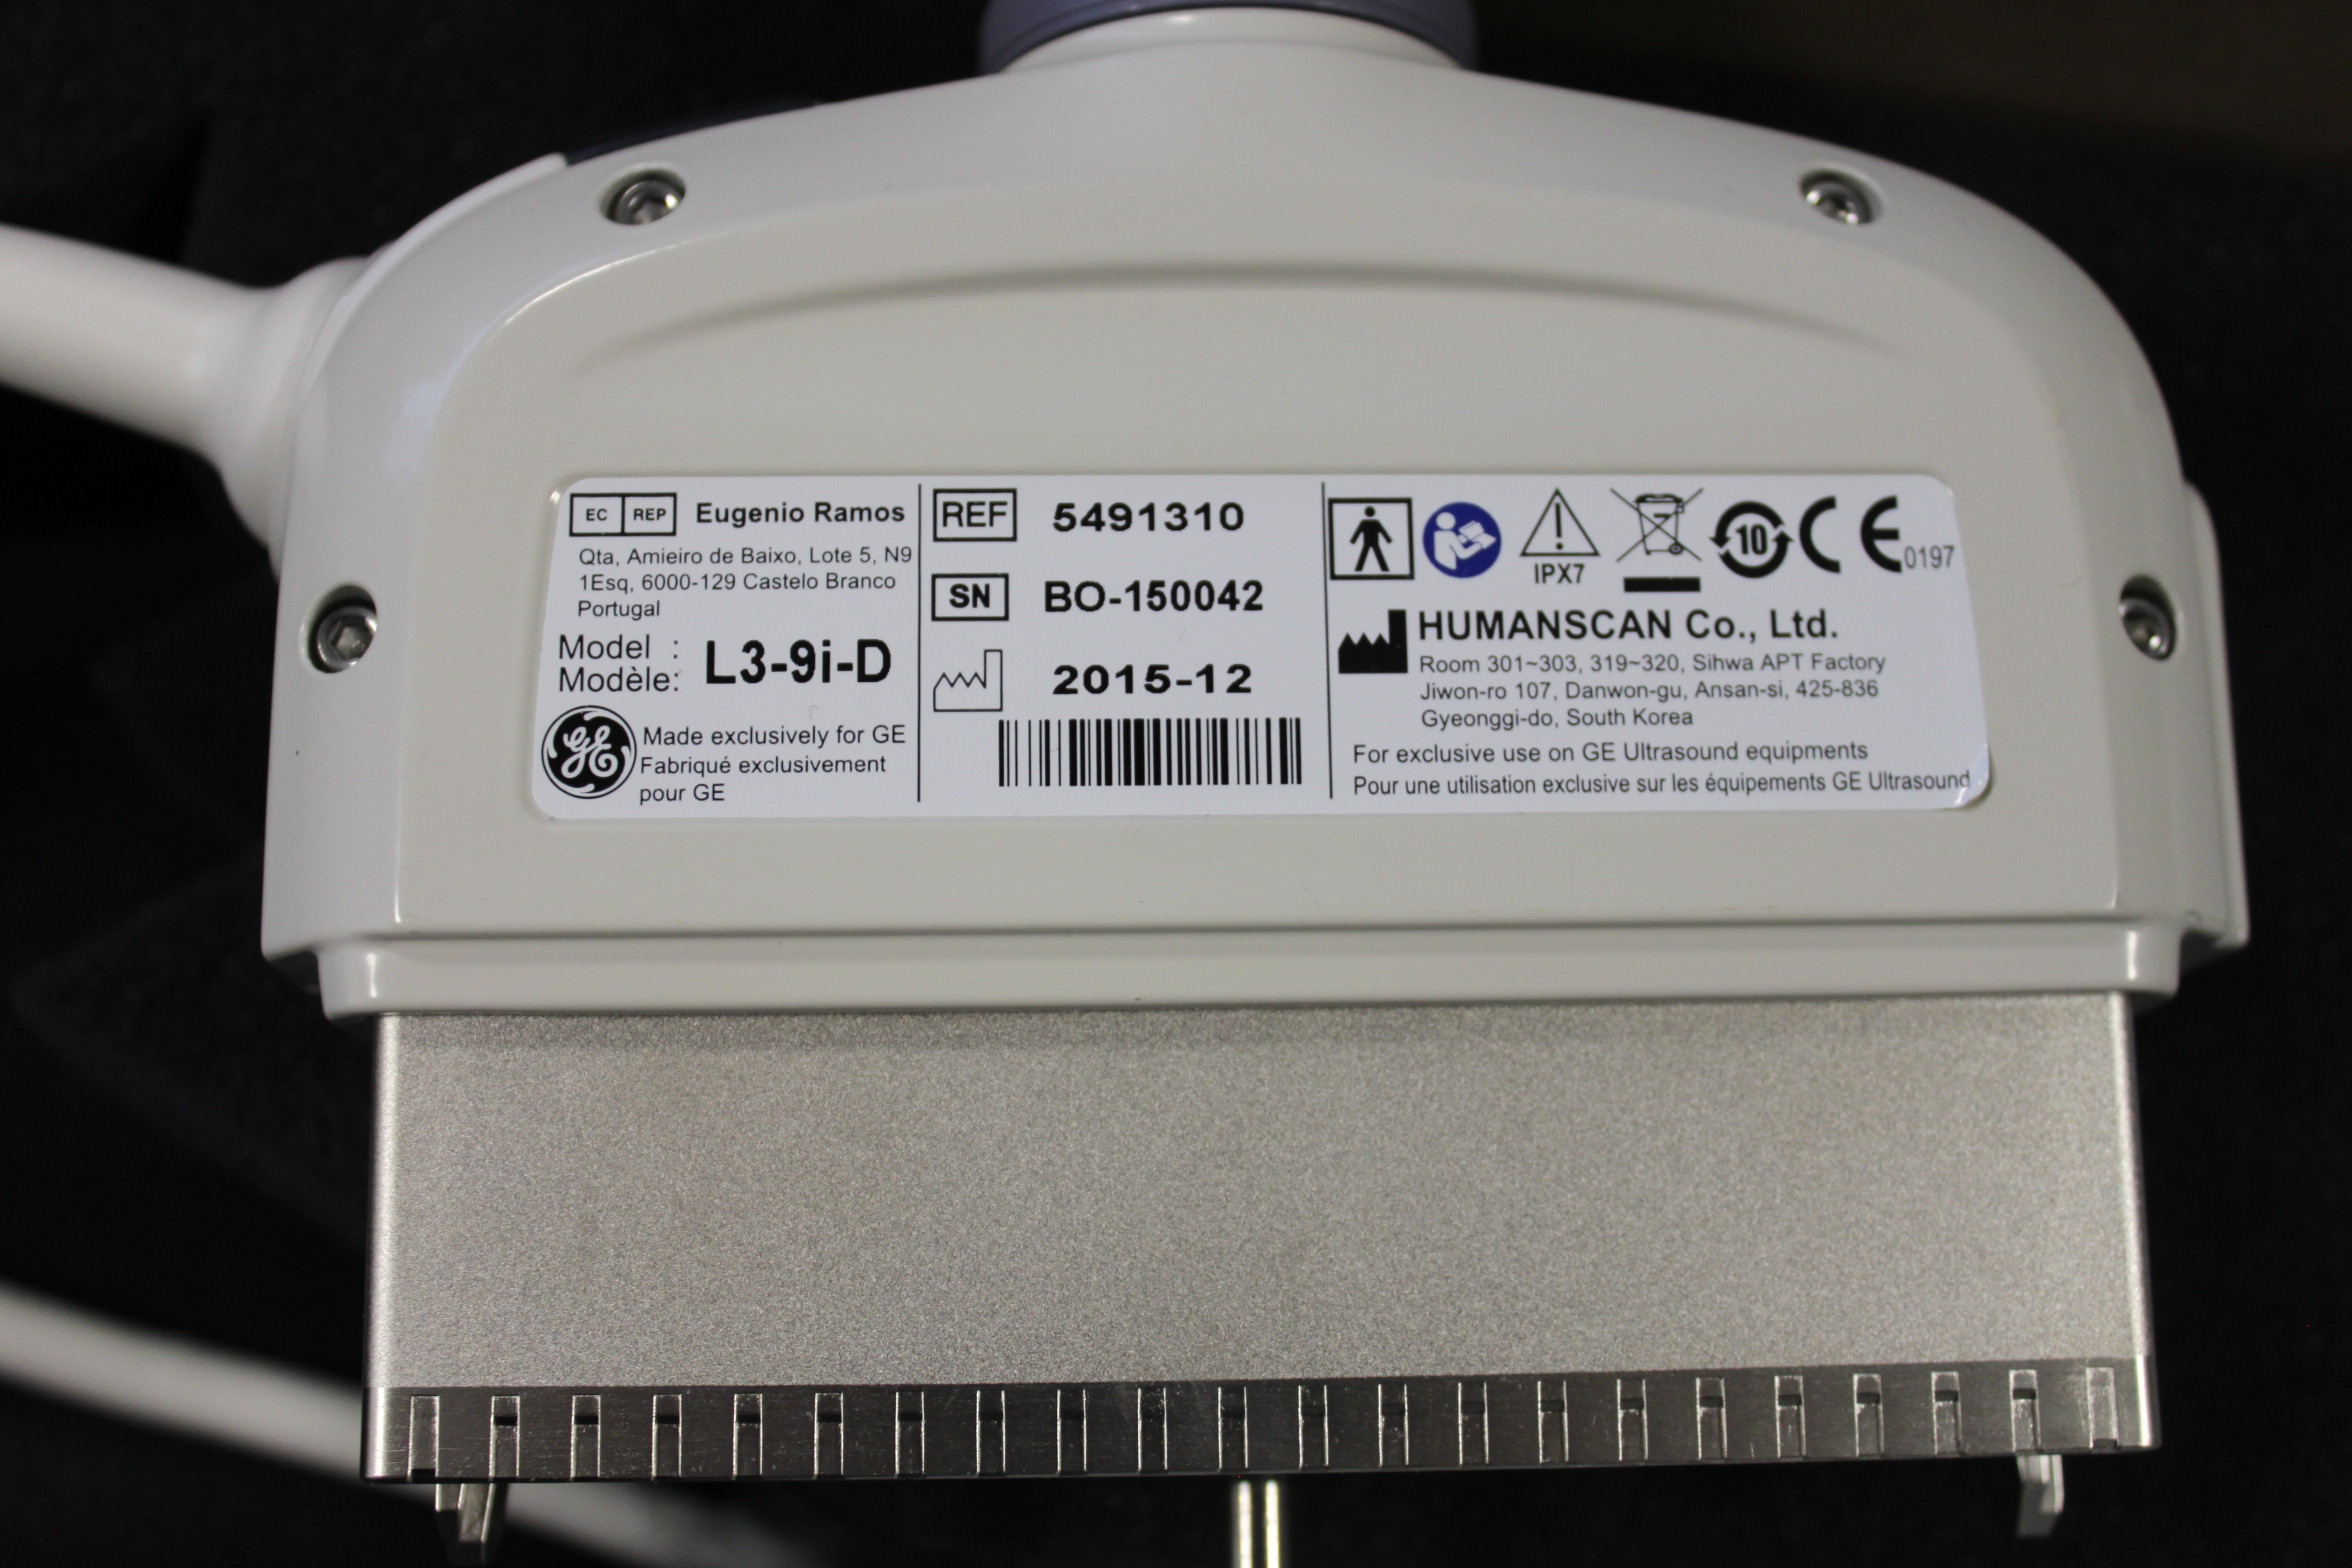 EC REP Eugenio Ramos
Qta, Amieiro de Baixo, Lote 5, N9
1Esq, 6000-129 Castelo Branco
Portugal
Model :
Modèle: L3-9i-D
GE Made exclusively for GE
Fabriqué exclusivement
pour GE
REF 5491310
SN BO-150042
2015-12
IPX7
10
CE 0197
HUMANSCAN Co., Ltd.
Room 301~303, 319~320, Sihwa APT Factory
Jiwon-ro 107, Danwon-gu, Ansan-si, 425-836
Gyeonggi-do, South Korea
For exclusive use on GE Ultrasound equipments
Pour une utilisation exclusive sur les équipements GE Ultrasound